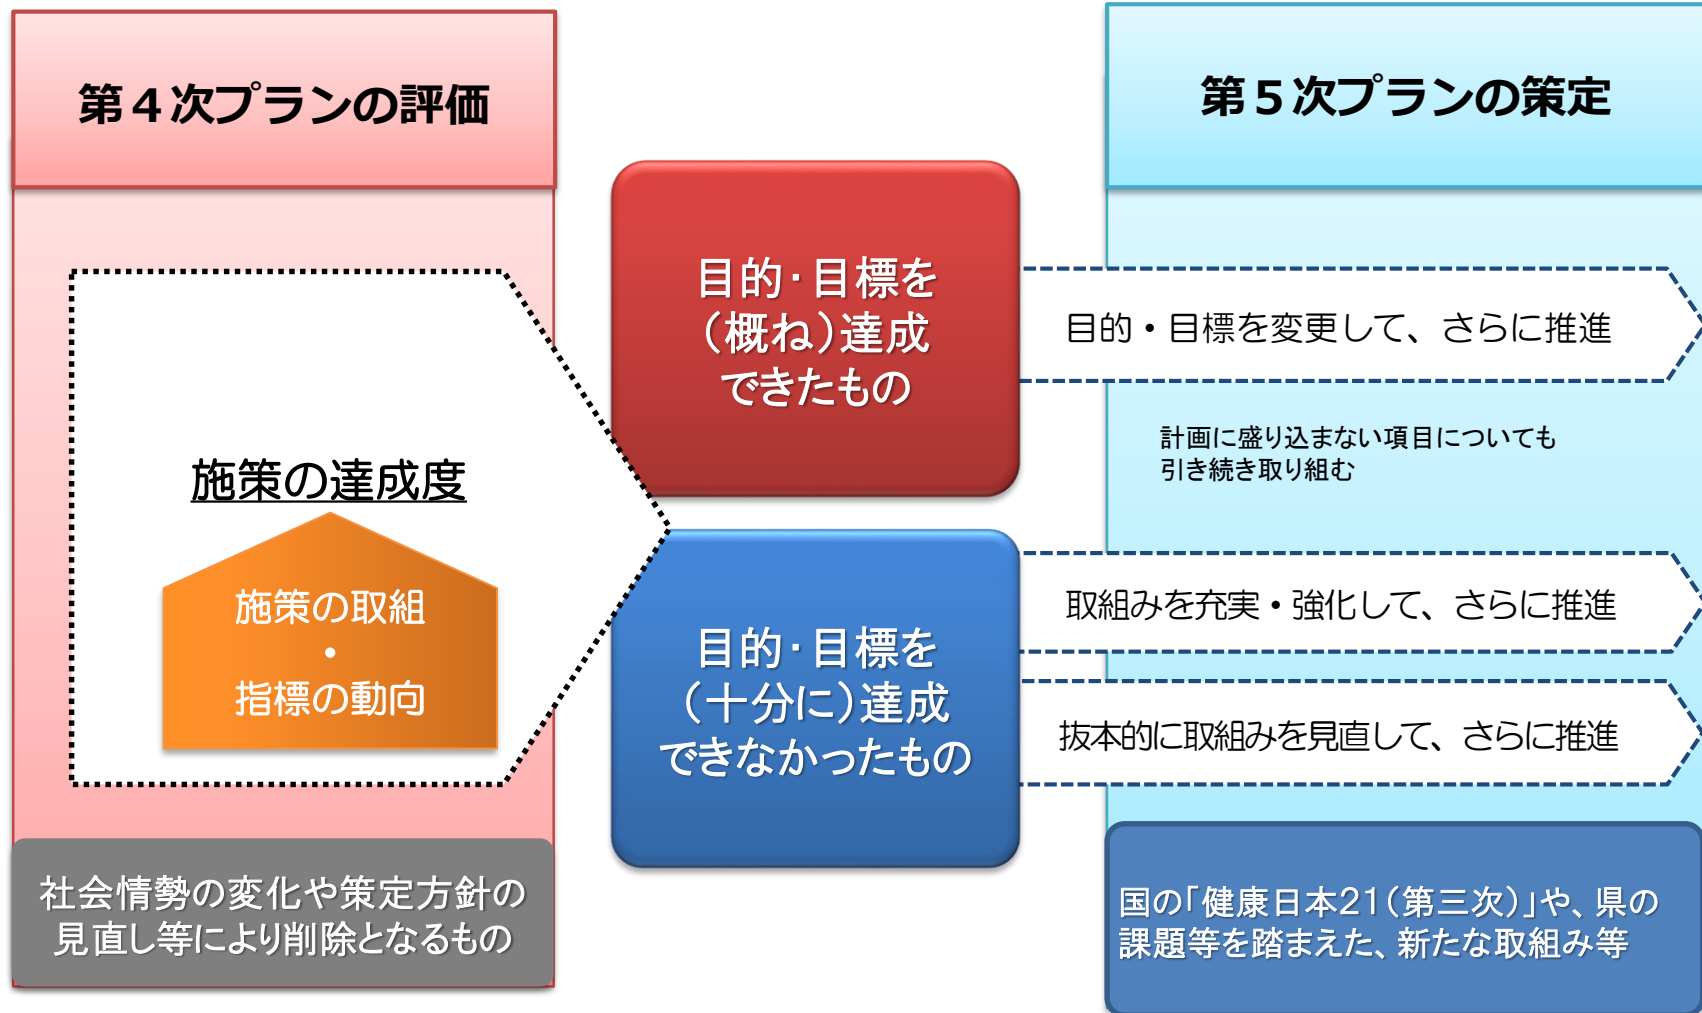 第４次プランの評価
施策の達成度
施策の取組
・
指標の動向
社会情勢の変化や策定方針の
見直し等により削除となるもの
目的・目標を
（概ね）達成
できたもの
目的・目標を
（十分に）達成
できなかったもの
第５次プランの策定
目的・目標を変更して、さらに推進
計画に盛り込まない項目についても
引き続き取り組む
取組みを充実・強化して、さらに推進
抜本的に取組みを見直して、さらに推進
国の「健康日本21（第三次）」や、県の
課題等を踏まえた、新たな取組み等